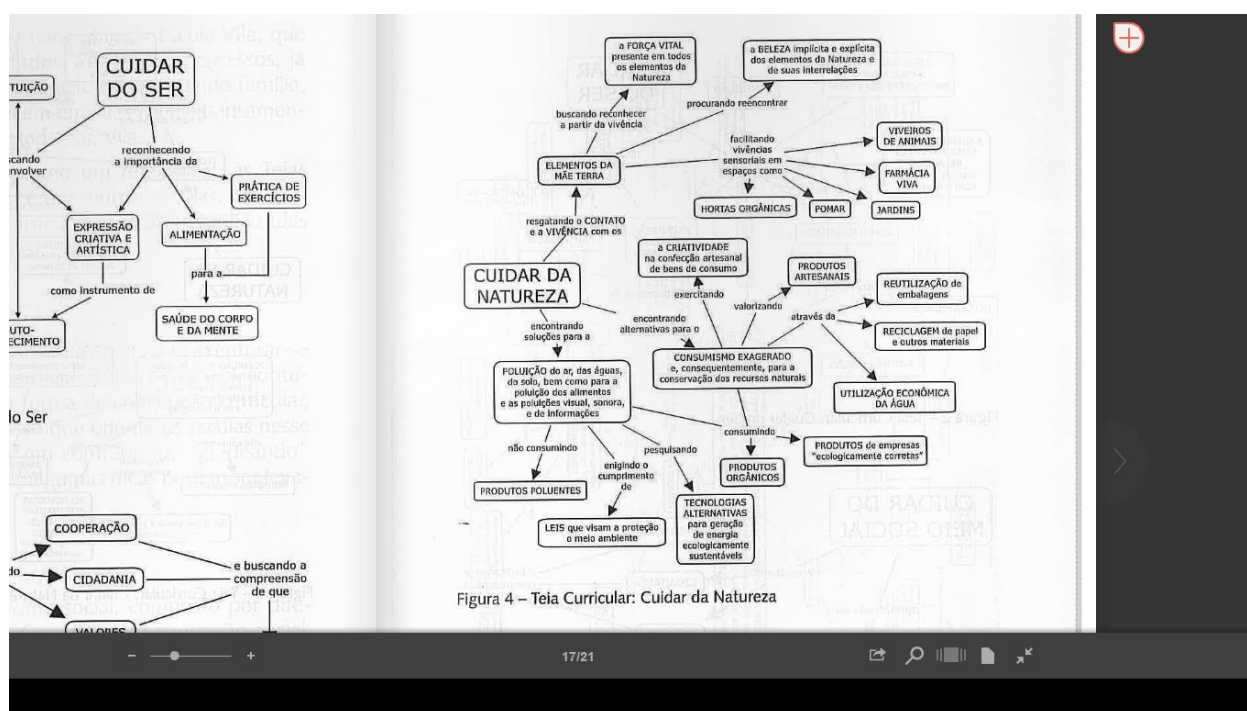 CUIDAR
DO SER
TUIÇÃO
reconhecendo
a importância da
PRÁTICA DE
EXERCÍCIOS
EXPRESSÃO
CRIATIVA E
ARTÍSTICA
ALIMENTAÇÃO
para a
como instrumento de
SAÚDE DO CORPO
E DA MENTE
UTO-
ECIMENTO
do Ser
COOPERAÇÃO
CIDADANIA
VALORES
e buscando a
compreensão
de que
a FORÇA VITAL
presente em todos
os elementos da
Natureza
a BELEZA implícita e explícita
dos elementos da Natureza e
de suas interrelações
buscando reconhecer
a partir da vivência
procurando reencontrar
ELEMENTOS DA
MÃE TERRA
facilitando
vivências
sensoriais em
espaços como
VIVEIROS
DE ANIMAIS
FARMÁCIA
VIVA
HORTAS ORGÂNICAS
POMAR
JARDINS
resgatando o CONTATO
e a VIVÊNCIA com os
CUIDAR DA
NATUREZA
a CRIATIVIDADE
na confecção artesanal
de bens de consumo
PRODUTOS
ARTESANAIS
REUTILIZAÇÃO de
embalagens
exercitando
valorizando
através da
RECICLAGEM de papel
e outros materiais
encontrando
soluções para a
encontrando
alternativas para o
CONSUMISMO EXAGERADO
e, consequentemente, para a
conservação dos recursos naturais
UTILIZAÇÃO ECONÔMICA
DA ÁGUA
POLUIÇÃO do ar, das águas,
do solo, bem como para a
poluição dos alimentos
e as poluições visual, sonora,
e de informações
consumindo
PRODUTOS de empresas
"ecologicamente corretas"
PRODUTOS
ORGÂNICOS
não consumindo
enigindo o
cumprimento
de
pesquisando
PRODUTOS POLUENTES
LEIS que visam a proteção
o meio ambiente
TECNOLOGIAS
ALTERNATIVAS
para geração
de energia
ecologicamente
sustentáveis
Figura 4 – Teia Curricular: Cuidar da Natureza
17/21